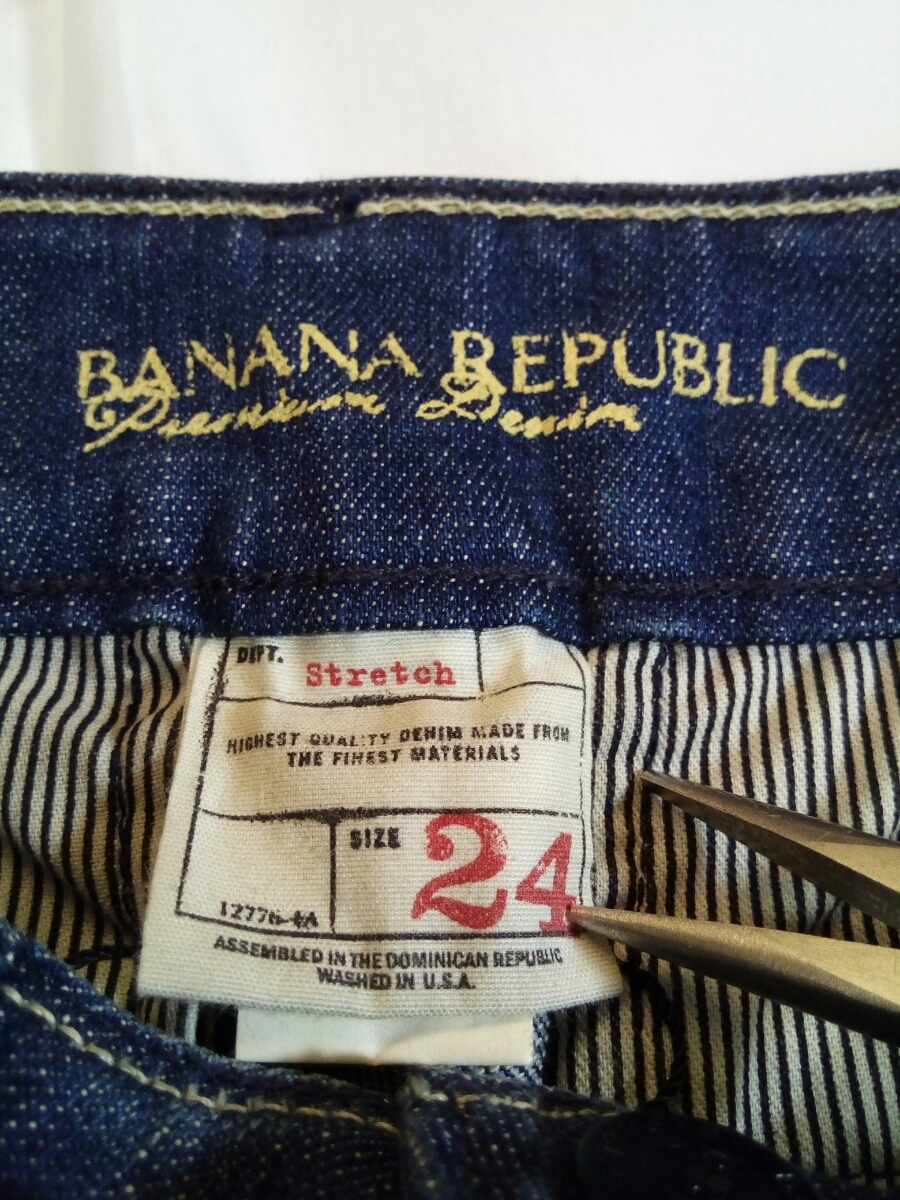 BANANA REPUBLIC
Premium Denim
DEPT.
Stretch
HIGHEST QUALITY DENIM MADE FROM
THE FINEST MATERIALS
SIZE 24
ASSEMBLED IN THE DOMINICAN REPUBLIC
WASHED IN U.S.A.